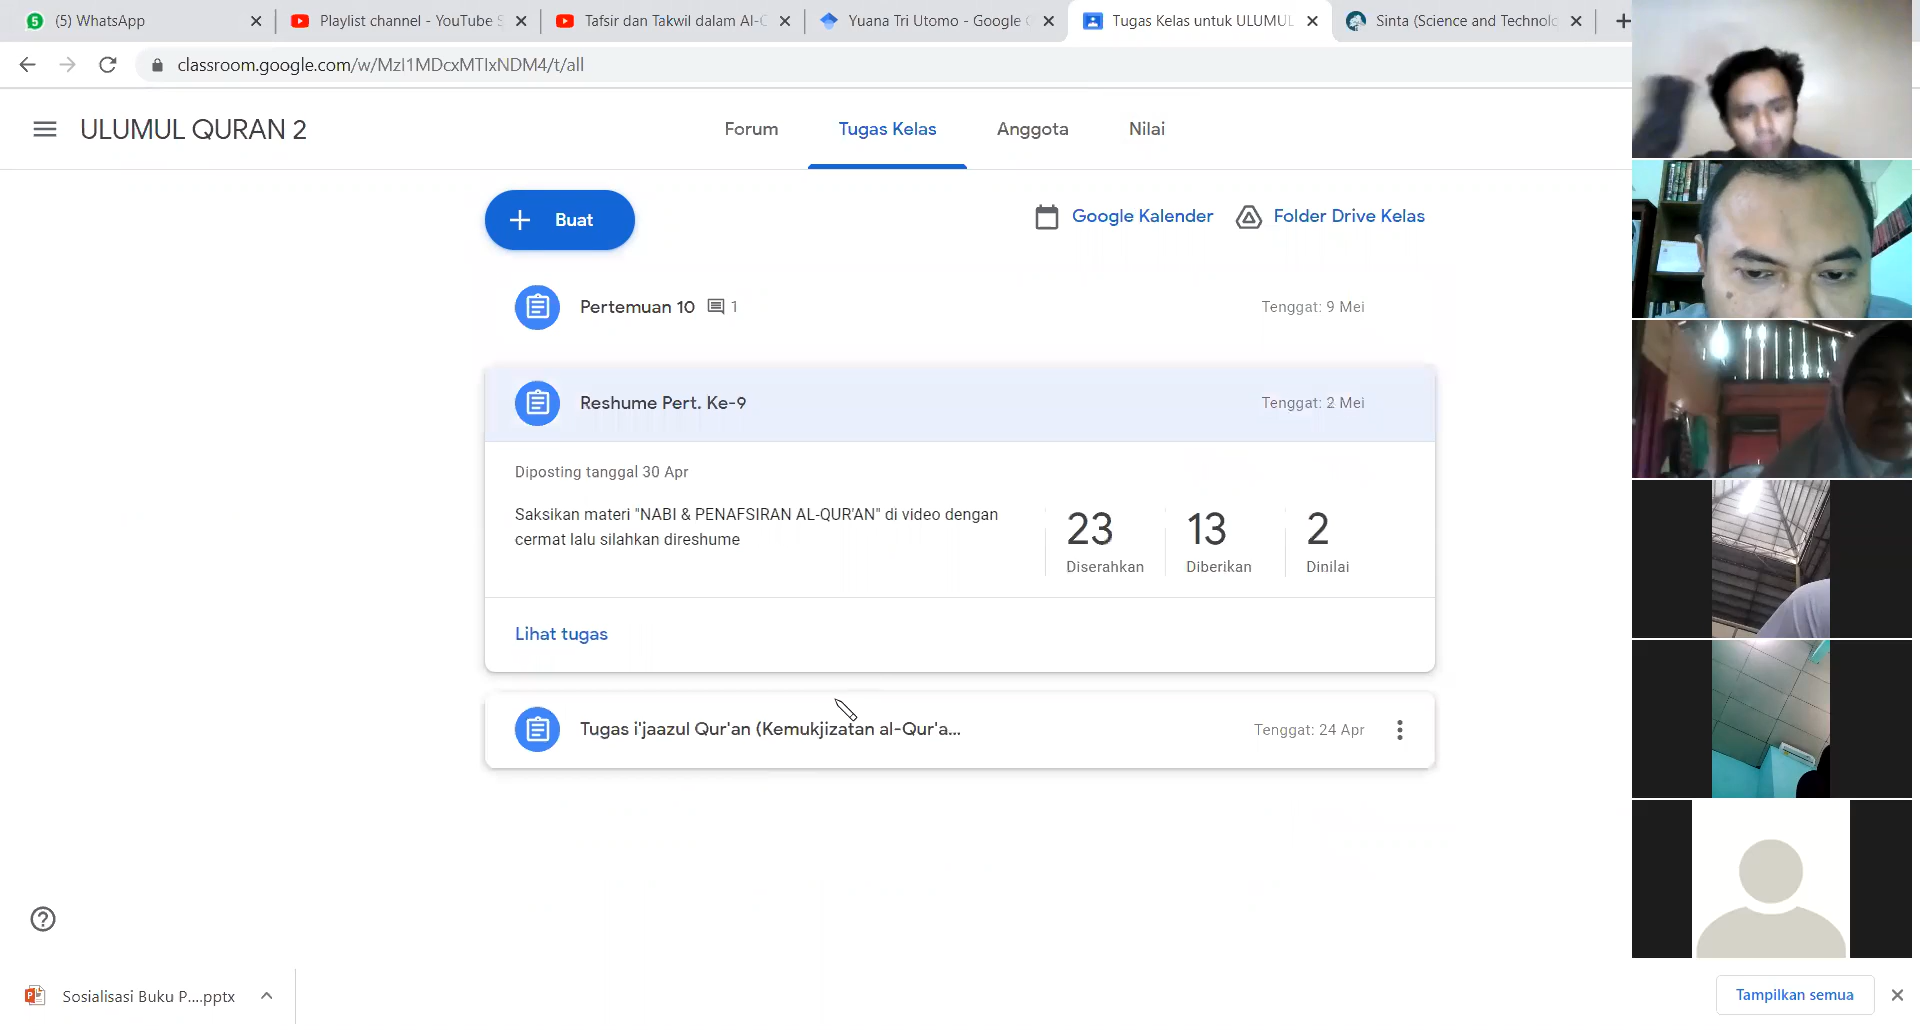 (5) WhatsApp
Playlist channel - YouTube S
Tafsir dan Takwil dalam Al-Q
Yuana Tri Utomo - Google C
Tugas Kelas untuk ULUMUL
Sinta (Science and Technolo
classroom.google.com/w/MzI1MDcxMTIxNDM4/t/all
ULUMUL QURAN 2
Forum
Tugas Kelas
Anggota
Nilai
Buat
Google Kalender
Folder Drive Kelas
Pertemuan 10
1
Tenggat: 9 Mei
Reshume Pert. Ke-9
Tenggat: 2 Mei
Diposting tanggal 30 Apr
Saksikan materi "NABI & PENAFSIRAN AL-QUR'AN" di video dengan
cermat lalu silahkan direshume
23
Diserahkan
13
Diberikan
2
Dinilai
Lihat tugas
Tugas i'jaazul Qur'an (Kemukjizatan al-Qur'a...
Tenggat: 24 Apr
Sosialisasi Buku P....pptx
Tampilkan semua